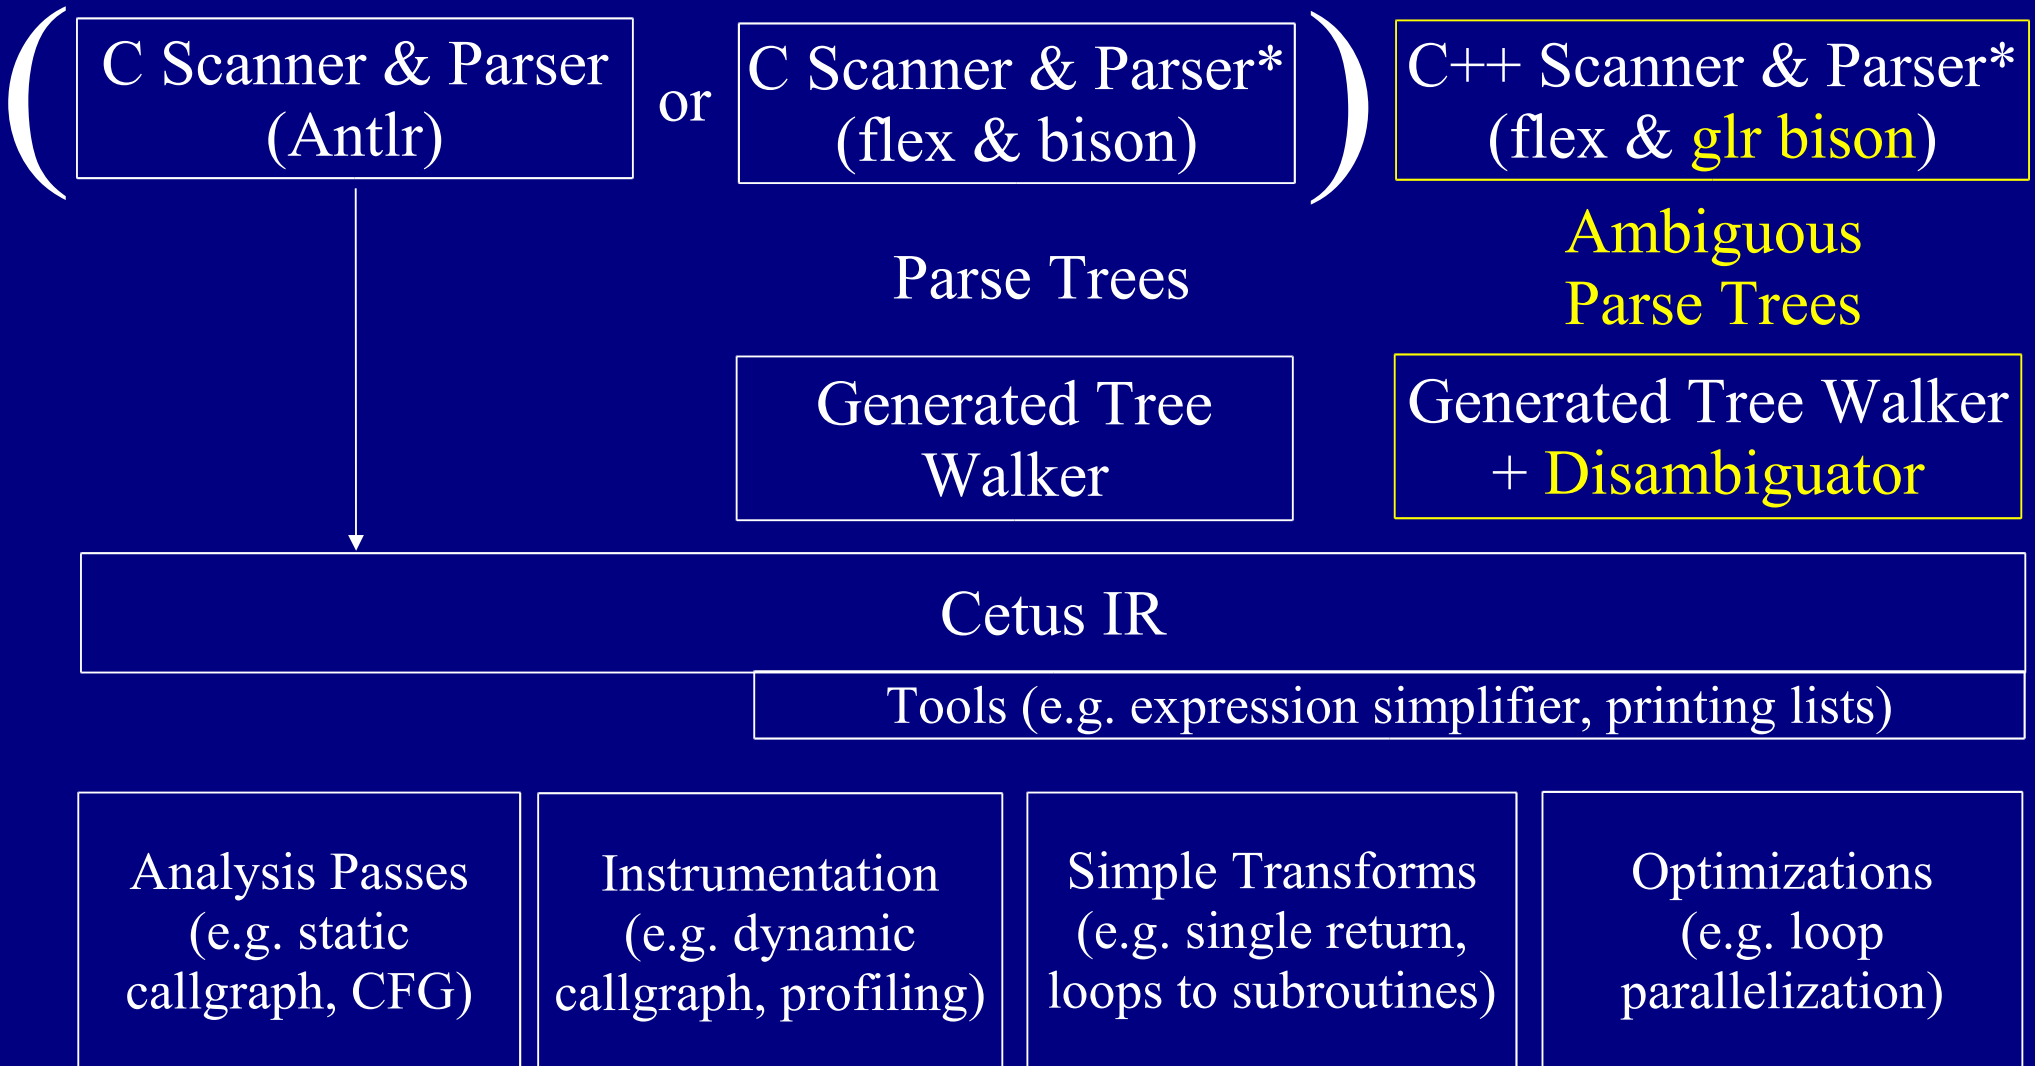 ( C Scanner & Parser
(Antlr)
or
C Scanner & Parser*
(flex & bison) )
C++ Scanner & Parser*
(flex & glr bison)
Parse Trees
Ambiguous
Parse Trees
Generated Tree
Walker
Generated Tree Walker
+ Disambiguator
Cetus IR
Tools (e.g. expression simplifier, printing lists)
Analysis Passes
(e.g. static
callgraph, CFG)
Instrumentation
(e.g. dynamic
callgraph, profiling)
Simple Transforms
(e.g. single return,
loops to subroutines)
Optimizations
(e.g. loop
parallelization)